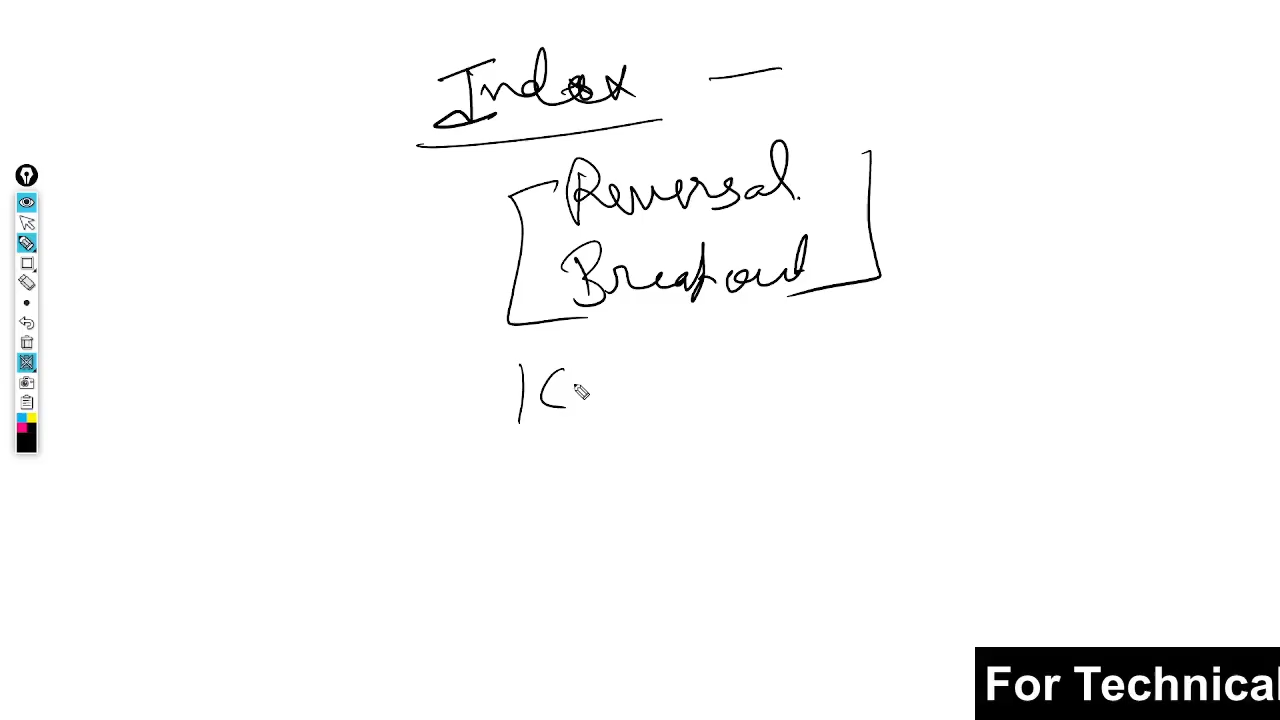 Index —
Reversal
Breakout
For Technical